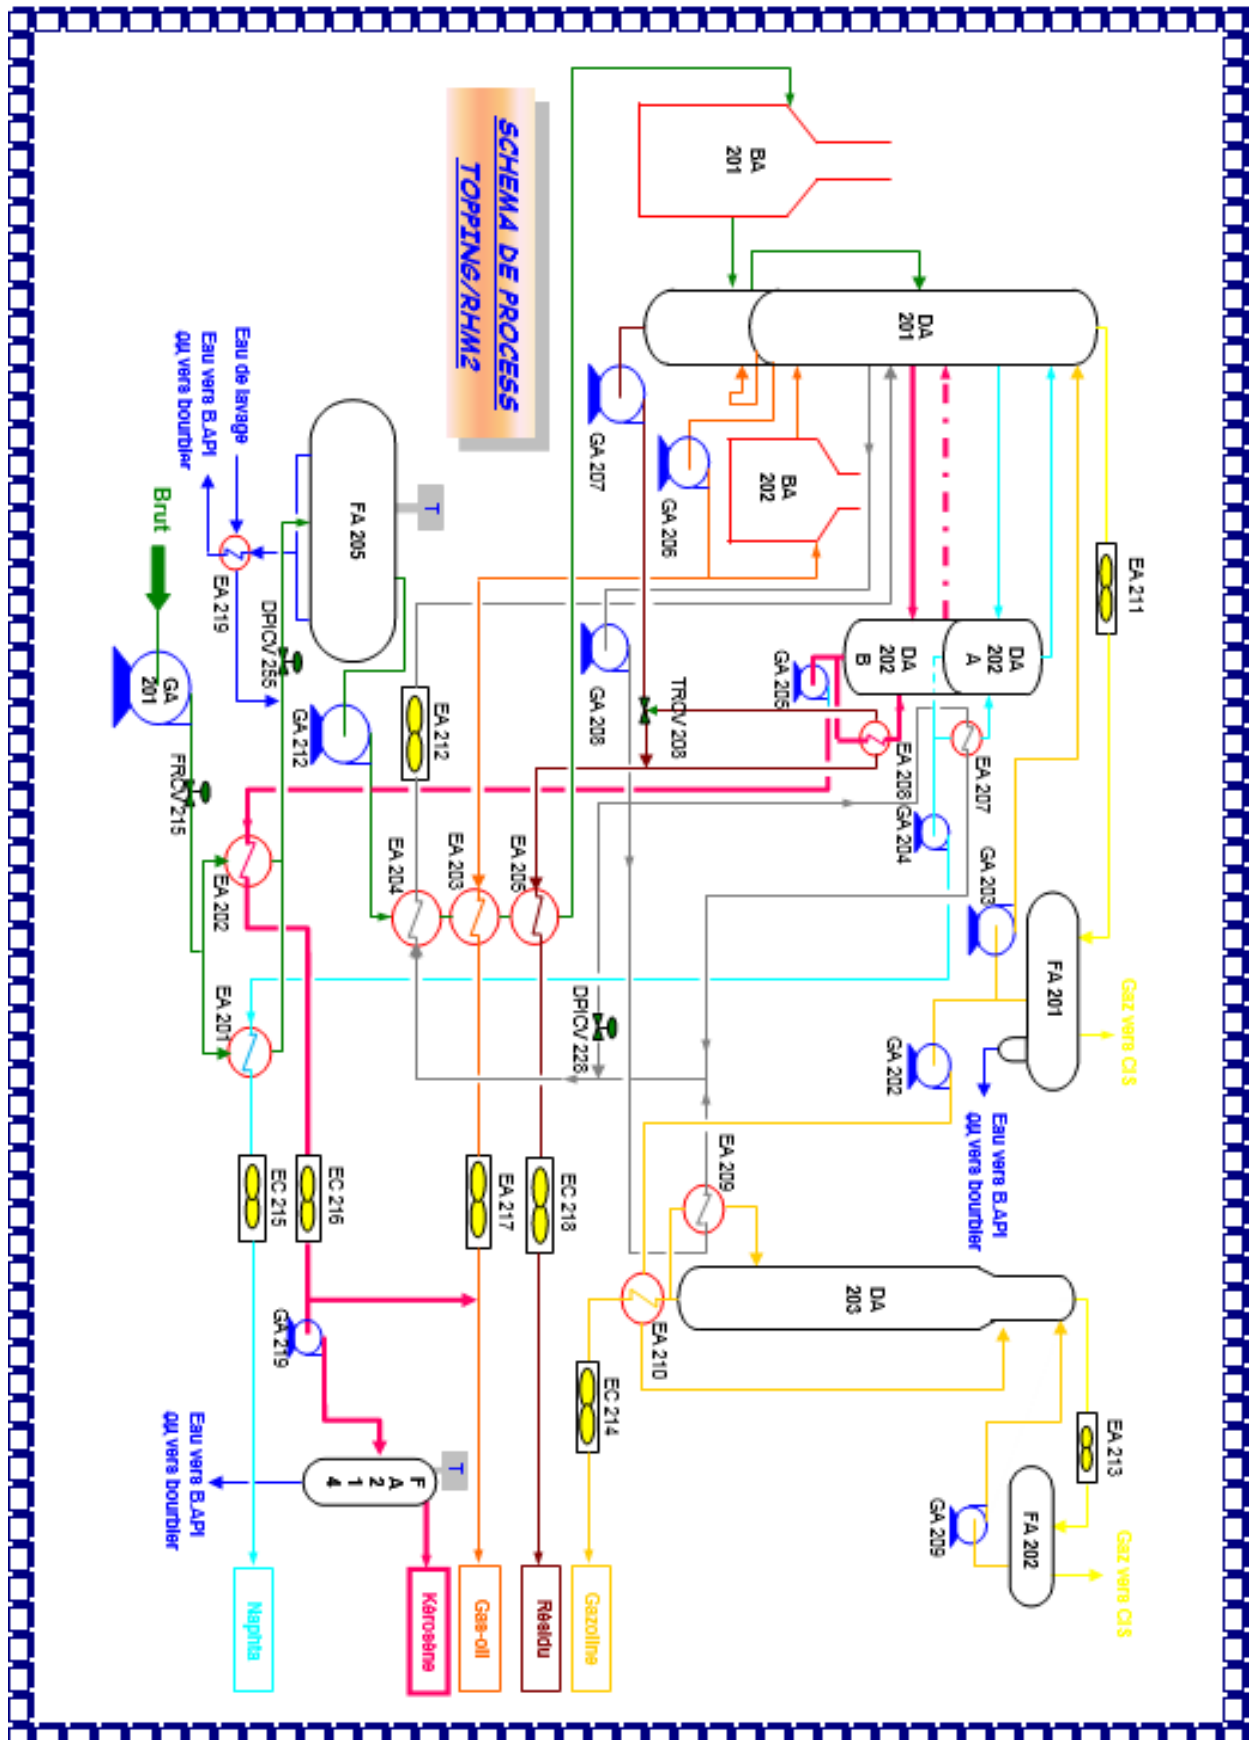 SCHEMA DE PROCESS
TOPPING/RHM2
BA
201
DA
201
EA 211
GA 207
GA 206
BA
202
DA
202
A
DA
202
B
GA 205
EA 208
EA 207
GA 204
GA 203
FA 201
Gaz vers CIS
Eau vers B.API
ou vers bourbier
GA 202
GA 208
TRCV 208
EA 212
FA 205
T
Eau de lavage
Eau vers B.API
ou vers bourbier
EA 219
DPICV 255
Brut
GA
201
FRCV 215
GA 212
EA 202
EA 201
EA 204
EA 203
EA 206
DPICV 228
EA 209
DA
203
EA 210
EC 214
EA 213
FA 202
GA 209
Gaz vers CIS
EC 218
EA 217
EC 216
EC 215
GA 219
F
A
2
1
4
T
Eau vers B.API
ou vers bourbier
Gazoline
Résidu
Gas-oil
Kérosène
Naphta